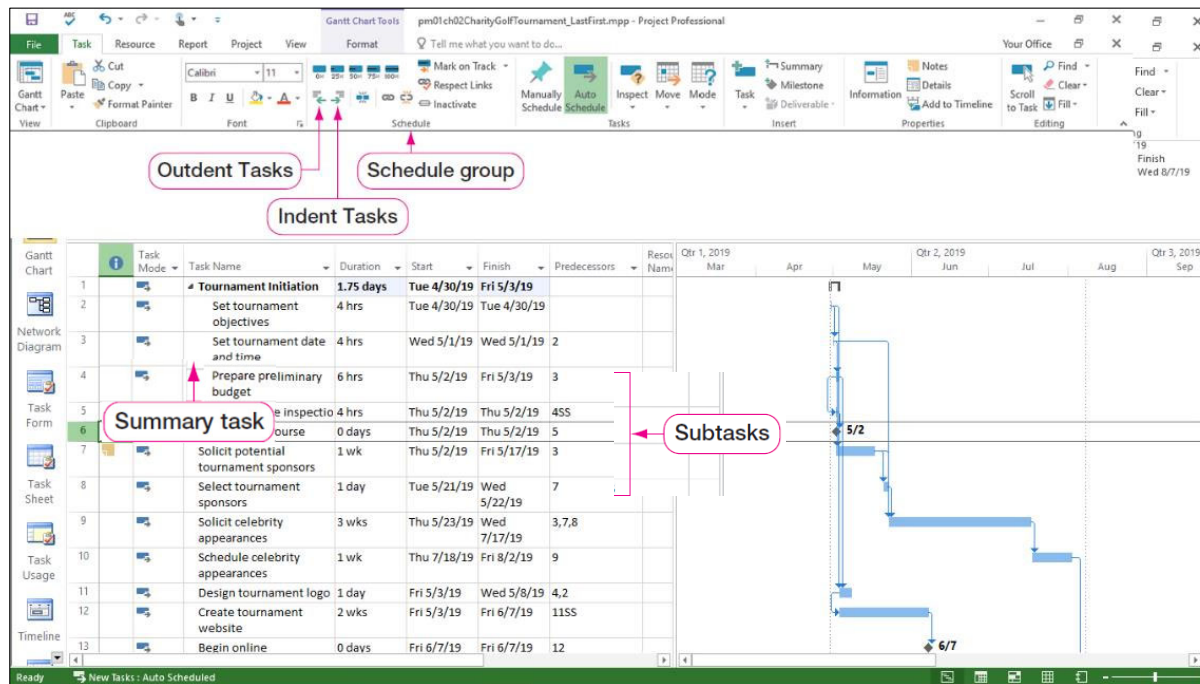 Gantt Chart Tools pm01ch02CharityGolfTournament_LastFirst.mpp - Project Professional
File Task Resource Report Project View Format Tell me what you want to do... Your Office
Gantt Chart
View
Paste
Cut
Copy
Format Painter
Clipboard
Calibri 11
B I U A
Font
0% 25% 50% 75% 100%
Mark on Track
Respect Links
Inactivate
Schedule
Manually Schedule
Auto Schedule
Inspect Move Mode
Tasks
Task
Summary
Milestone
Deliverable
Insert
Information
Notes
Details
Add to Timeline
Properties
Scroll to Task
Find
Clear
Fill
Editing
Find
Clear
Fill
19
Finish
Wed 8/7/19
Outdent Tasks
Schedule group
Indent Tasks
Gantt Chart
Network Diagram
Task Form
Task Sheet
Task Usage
Timeline
Task Mode Task Name Duration Start Finish Predecessors Resou Name
Qtr 1, 2019 Qtr 2, 2019 Qtr 3, 2019
Mar Apr May Jun Jul Aug Sep
1 Tournament Initiation 1.75 days Tue 4/30/19 Fri 5/3/19
2 Set tournament objectives 4 hrs Tue 4/30/19 Tue 4/30/19
3 Set tournament date and time 4 hrs Wed 5/1/19 Wed 5/1/19 2
4 Prepare preliminary budget 6 hrs Thu 5/2/19 Fri 5/3/19 3
5 e inspectio 4 hrs Thu 5/2/19 Thu 5/2/19 4SS
6 ourse 0 days Thu 5/2/19 Thu 5/2/19 5
7 Solicit potential tournament sponsors 1 wk Thu 5/2/19 Fri 5/17/19 3
8 Select tournament sponsors 1 day Tue 5/21/19 Wed 5/22/19 7
9 Solicit celebrity appearances 3 wks Thu 5/23/19 Wed 7/17/19 3,7,8
10 Schedule celebrity appearances 1 wk Thu 7/18/19 Fri 8/2/19 9
11 Design tournament logo 1 day Fri 5/3/19 Wed 5/8/19 4,2
12 Create tournament website 2 wks Fri 5/3/19 Fri 6/7/19 11SS
13 Begin online 0 days Fri 6/7/19 Fri 6/7/19 12
Summary task
Subtasks
5/2
6/7
Ready New Tasks : Auto Scheduled